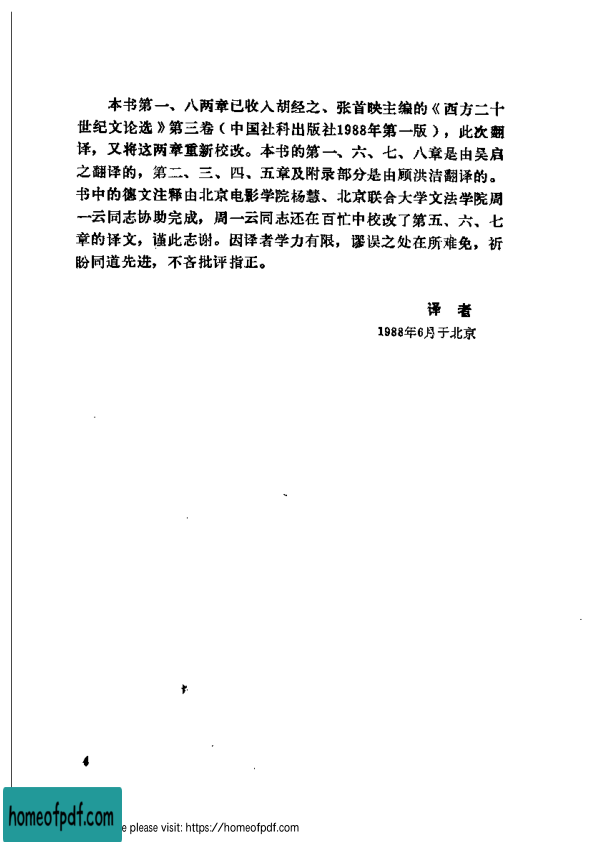 本书第一、八两章已收入胡经之、张首映主编的《西方二十
世纪文论选》第三卷（中国社科出版社1988年第一版），此次翻
译，又将这两章重新校改。本书的第一、六、七、八章是由吴启
之翻译的，第二、三、四、五章及附录部分是由顾洪洁翻译的。
书中的德文注释由北京电影学院杨慧、北京联合大学文法学院周
一云同志协助完成，周一云同志还在百忙中校改了第五、六、七
章的译文，谨此志谢。因译者学力有限，谬误之处在所难免，祈
盼同道先进，不吝批评指正。
译 者
1988年6月于北京
4
homeofpdf.com
e please visit: https://homeofpdf.com